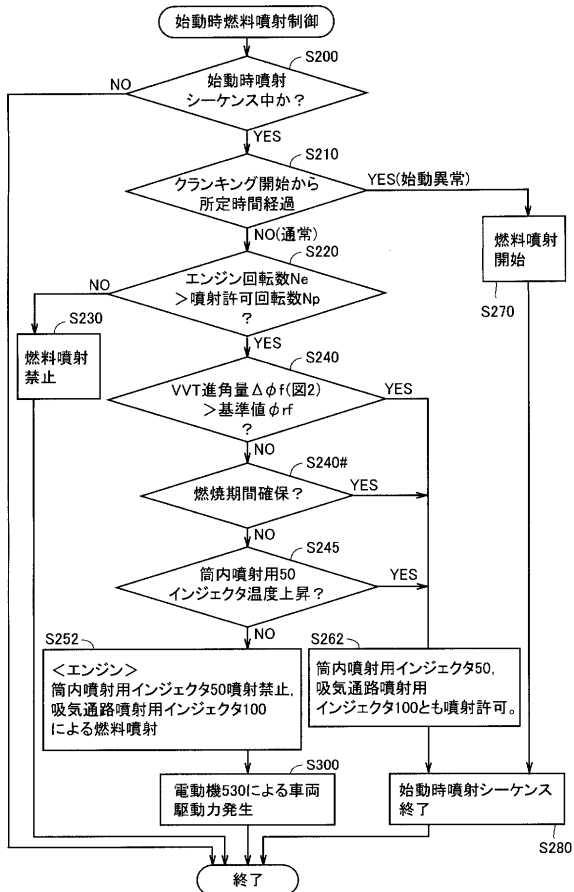 始動時燃料噴射制御
S200
NO
始動時噴射
シーケンス中か？
YES
S210
クランキング開始から
所定時間経過
YES(始動異常)
NO(通常)
燃料噴射
開始
S270
S220
エンジン回転数Ne
＞噴射許可回転数Np
？
NO
S230
燃料噴射
禁止
YES
S240
VVT進角量Δφf(図2)
＞基準値φrf
？
YES
NO
S240#
燃焼期間確保？
YES
NO
S245
筒内噴射用50
インジェクタ温度上昇？
YES
NO
S252
＜エンジン＞
筒内噴射用インジェクタ50噴射禁止,
吸気通路噴射用インジェクタ100
による燃料噴射
S262
筒内噴射用インジェクタ50,
吸気通路噴射用
インジェクタ100とも噴射許可。
S300
電動機530による車両
駆動力発生
始動時噴射シーケンス
終了
S280
終了